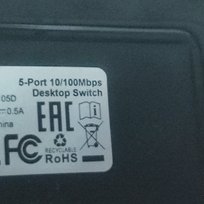 5-Port 10/100Mbps
Desktop Switch
05D
0.5A
hina
EAC
FC
RECYCLABLE
RoHS